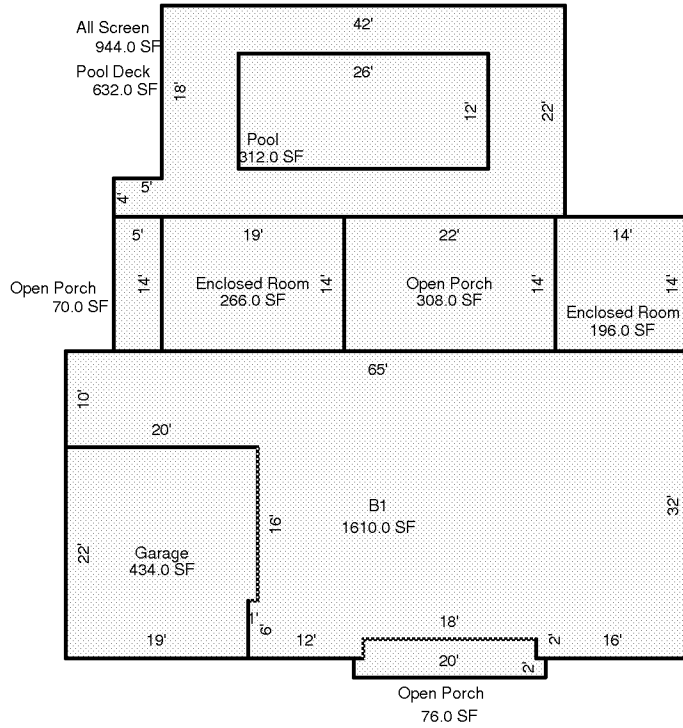 All Screen
944.0 SF
42'
Pool Deck
632.0 SF
18'
26'
12'
22'
Pool
312.0 SF
5'
4'
5'
19'
22'
14'
Open Porch
70.0 SF
14'
Enclosed Room
266.0 SF
14'
Open Porch
308.0 SF
14'
14'
Enclosed Room
196.0 SF
65'
10'
20'
B1
1610.0 SF
16'
32'
22'
Garage
434.0 SF
1'
6'
19'
12'
18'
2'
16'
20'
2'
Open Porch
76.0 SF